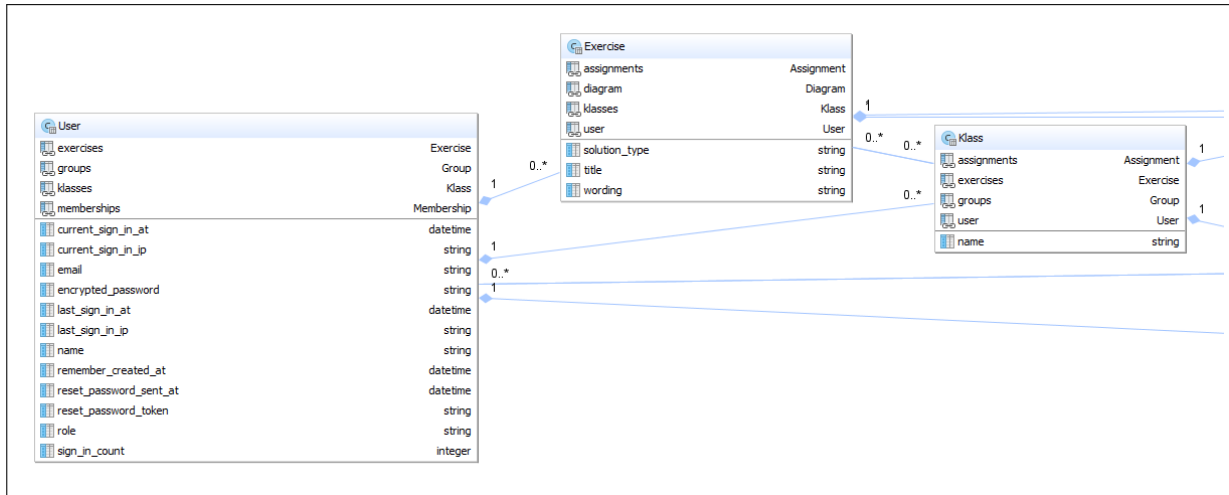 User
exercises Exercise
groups Group
klasses Klass
memberships Membership
current_sign_in_at datetime
current_sign_in_ip string
email string
encrypted_password string
last_sign_in_at datetime
last_sign_in_ip string
name string
remember_created_at datetime
reset_password_sent_at datetime
reset_password_token string
role string
sign_in_count integer
1
0..*
1
0..*
0..*
1
Exercise
assignments Assignment
diagram Diagram
klasses Klass
user User
solution_type string
title string
wording string
1
0..*
0..*
Klass
assignments Assignment
exercises Exercise
groups Group
user User
name string
1
1